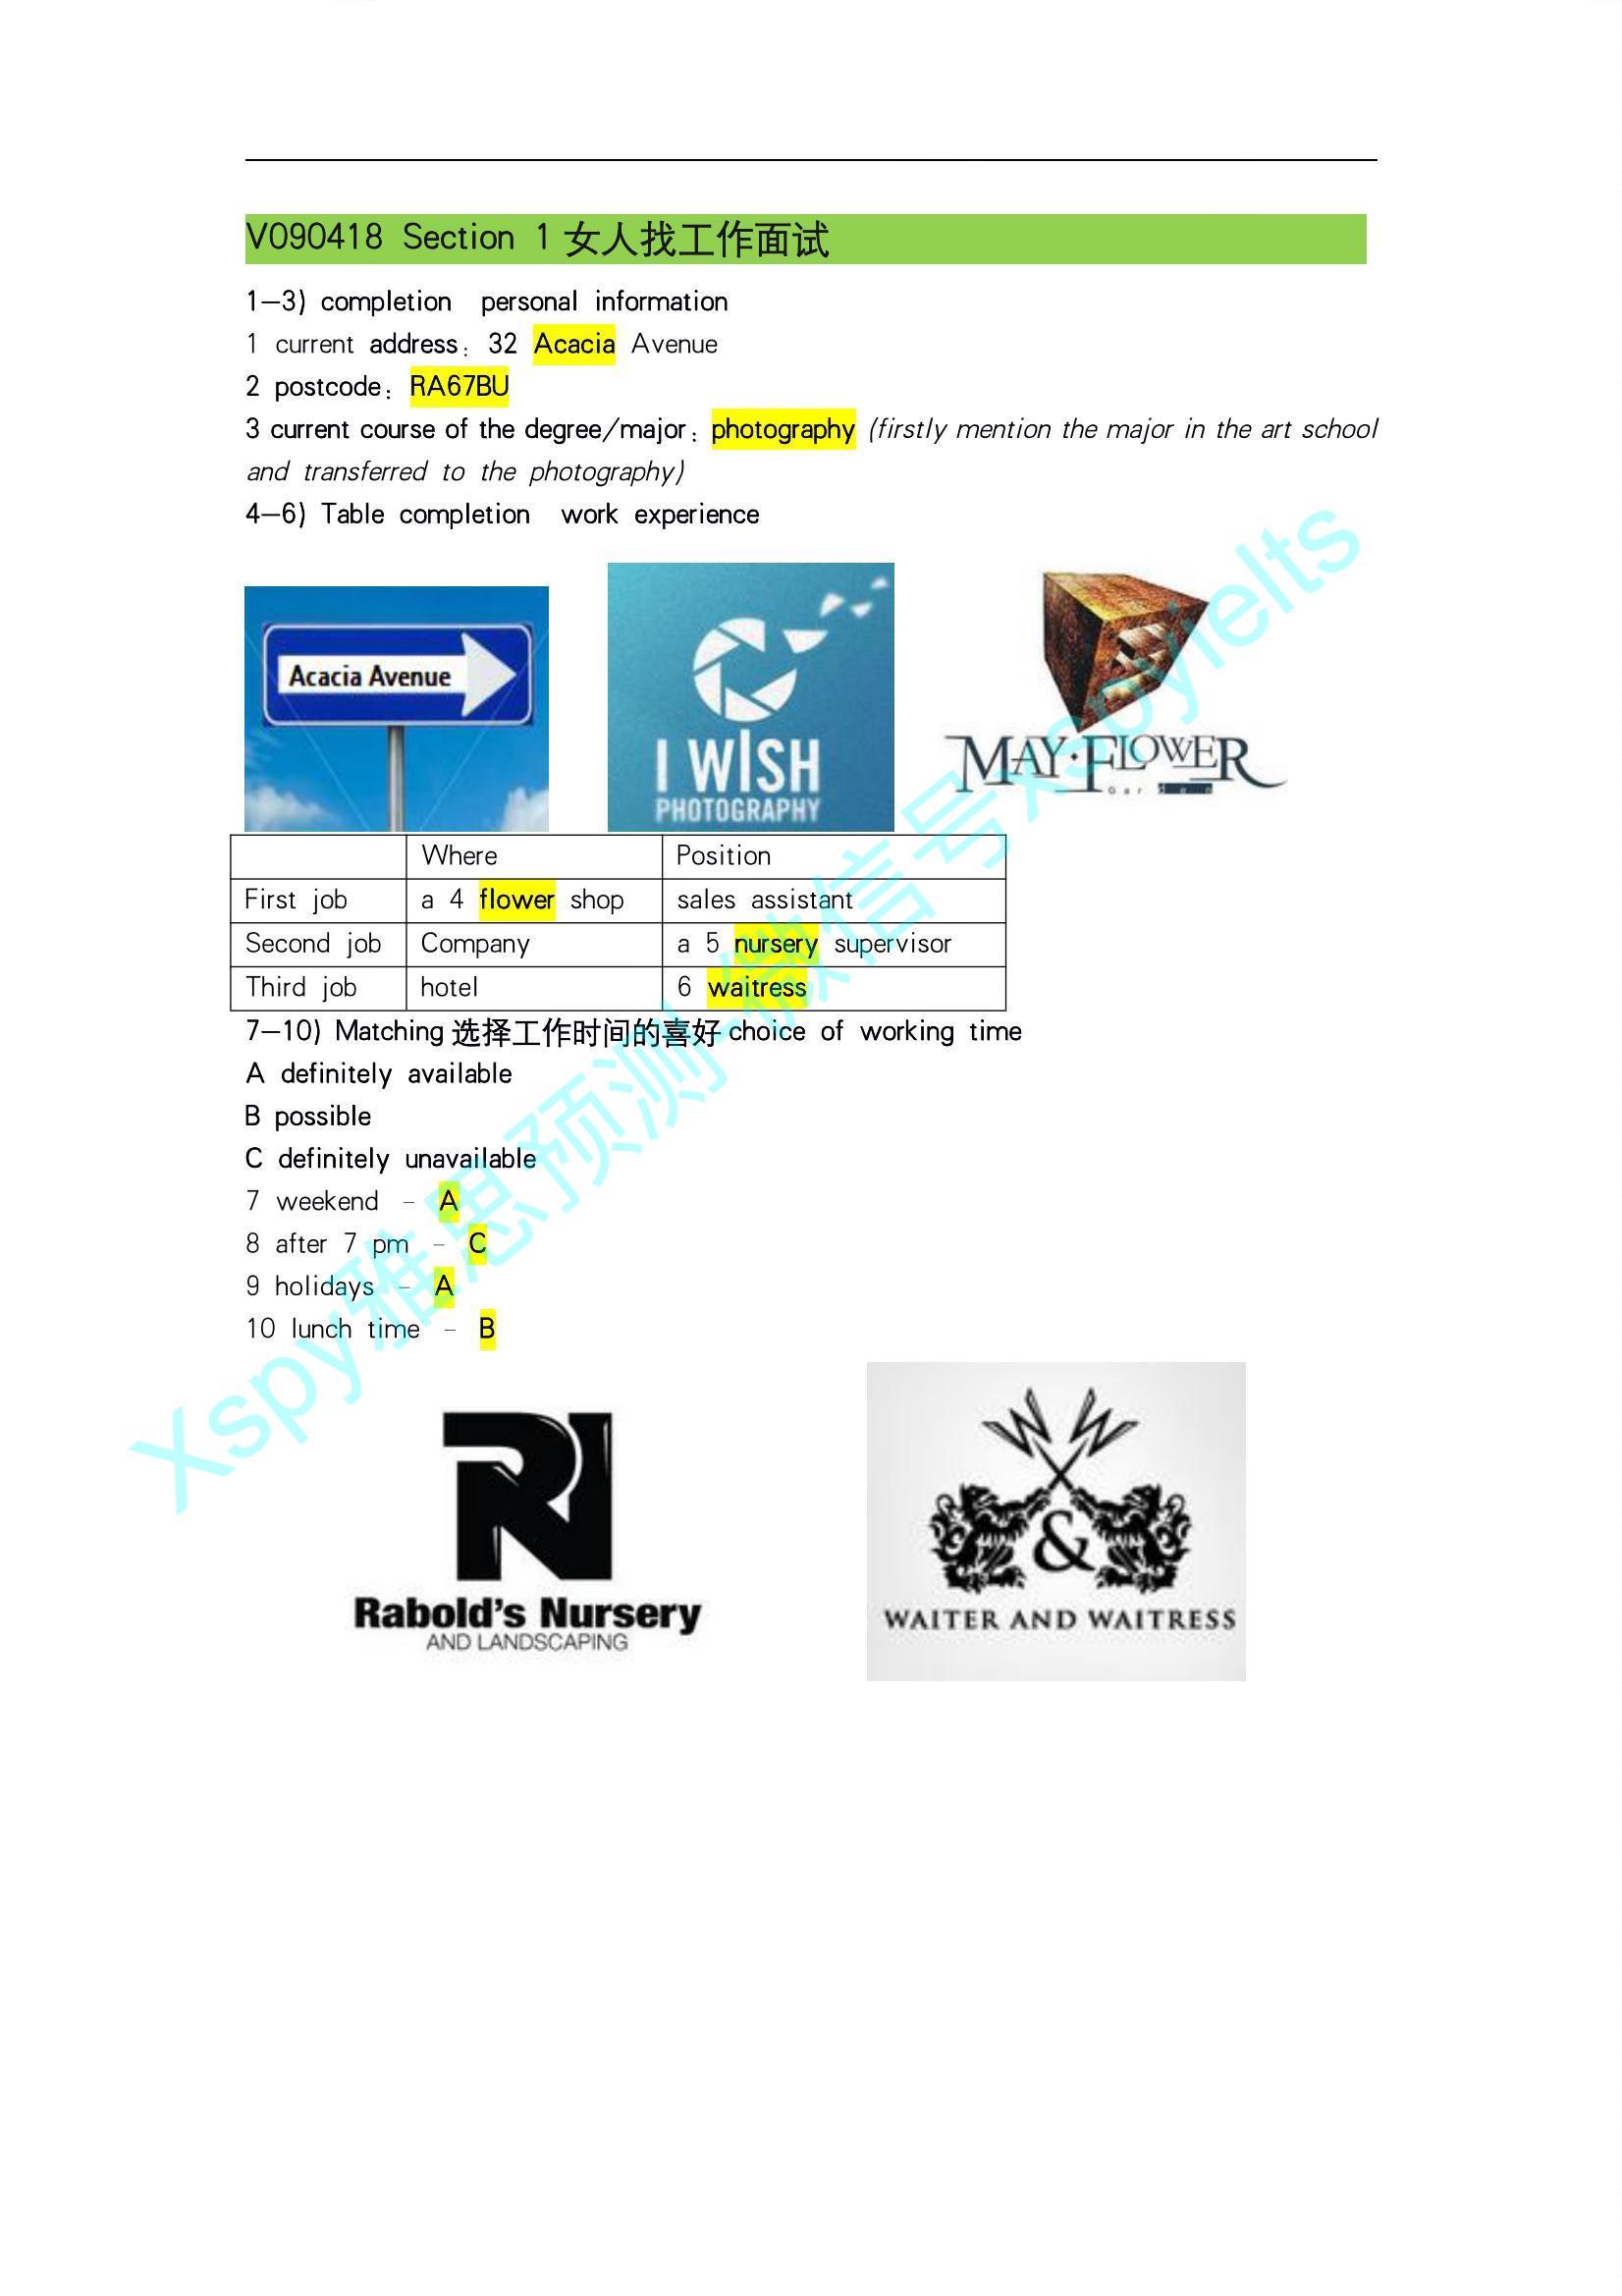 V090418 Section 1 女人找工作面试
1—3) completion personal information
1 current address: 32 Acacia Avenue
2 postcode: RA67BU
3 current course of the degree/major: photography (firstly mention the major in the art school
and transferred to the photography)
4—6) Table completion work experience
Acacia Avenue
I WISH
PHOTOGRAPHY
MAY·FLOWER
Where Position
First job a 4 flower shop sales assistant
Second job Company a 5 nursery supervisor
Third job hotel 6 waitress
7—10) Matching 选择工作时间的喜好 choice of working time
A definitely available
B possible
C definitely unavailable
7 weekend – A
8 after 7 pm – C
9 holidays – A
10 lunch time – B
RN
Rabold's Nursery
AND LANDSCAPING
W W
&
WAITER AND WAITRESS
Xspy雅思预测-微信号xspyielts